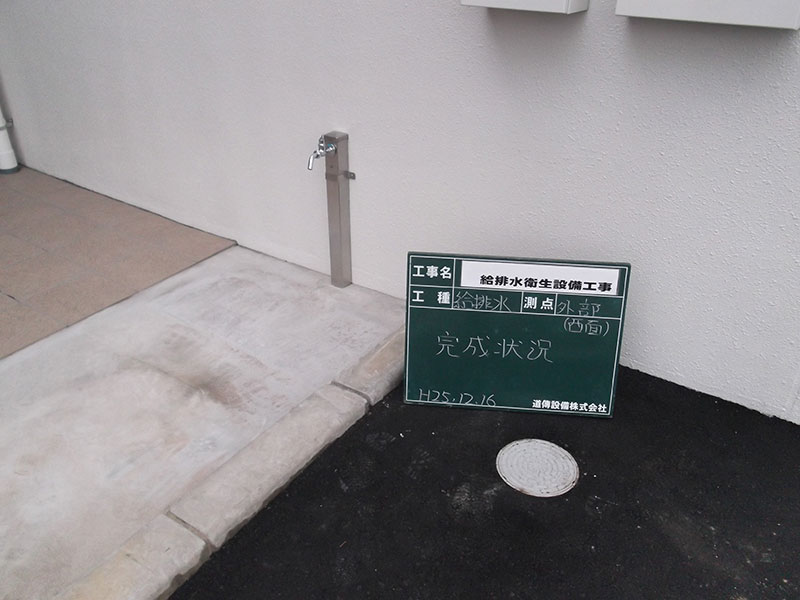 工事名 給排水衛生設備工事
工種 給排水 測点 外部
(西面)
完成状況
H25.12.16
道傳設備株式会社